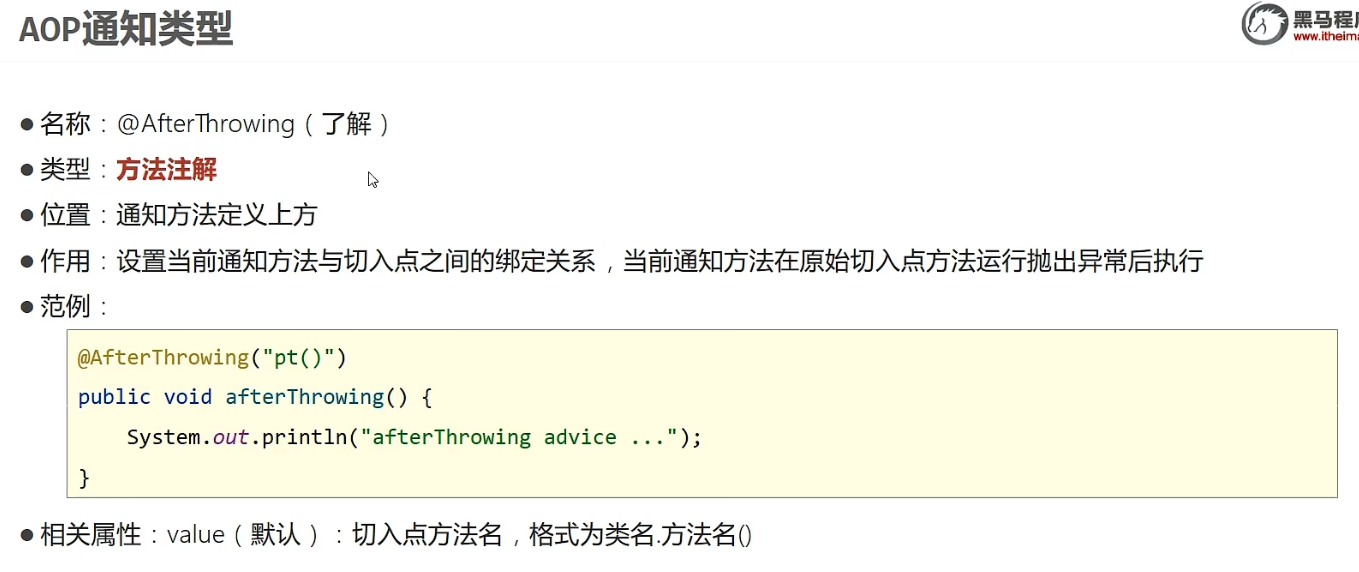 AOP通知类型
黑马程
www.itheima
● 名称：@AfterThrowing（了解）
● 类型：方法注解
● 位置：通知方法定义上方
● 作用：设置当前通知方法与切入点之间的绑定关系，当前通知方法在原始切入点方法运行抛出异常后执行
● 范例：
@AfterThrowing("pt()")
public void afterThrowing() {
    System.out.println("afterThrowing advice ...");
}
● 相关属性：value（默认）：切入点方法名，格式为类名.方法名()